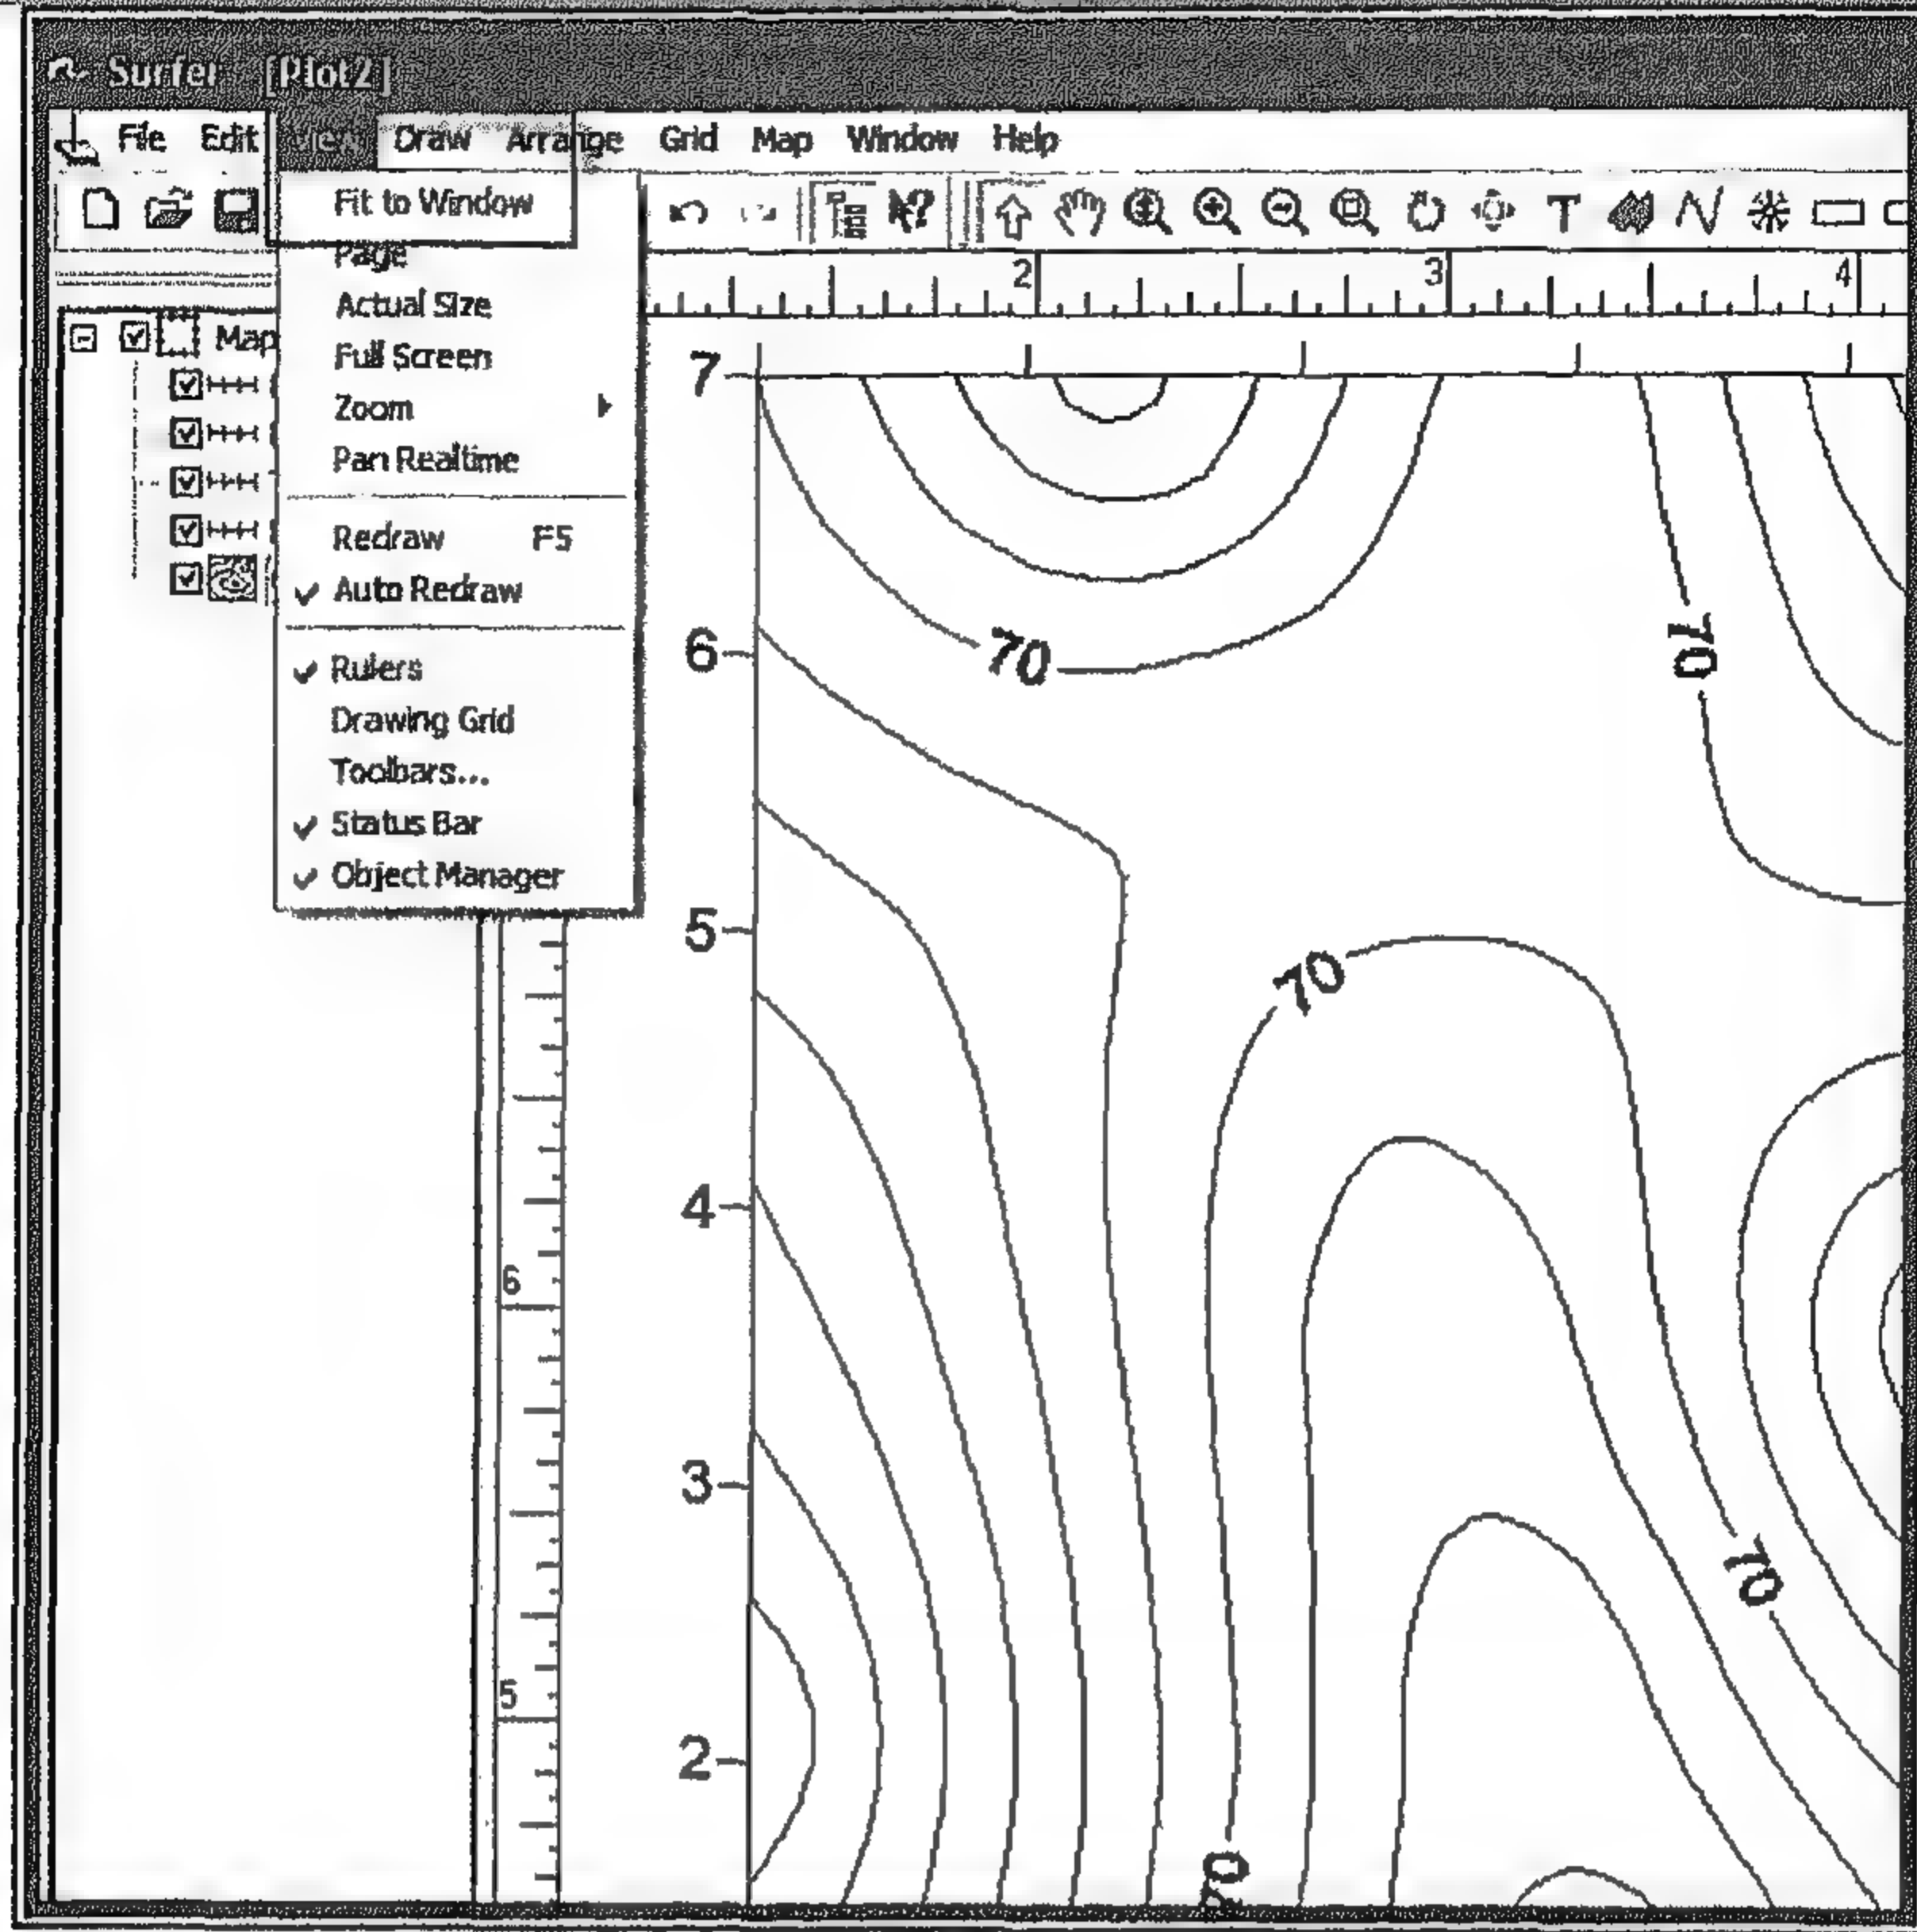 Surfer [Plot2]
File Edit View Draw Arrange Grid Map Window Help
Fit to Window
Page
Actual Size
Full Screen
Zoom
Pan Realtime
Redraw F5
Auto Redraw
Rulers
Drawing Grid
Toolbars...
Status Bar
Object Manager
Map
T
2 3 4
7
6
5
4
3
2
6
5
70
70
70
70
70